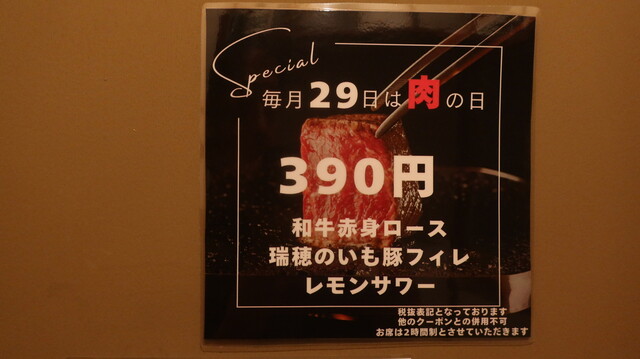 Special
毎月29日は肉の日
390円
和牛赤身ロース
瑞穂のいも豚フィレ
レモンサワー
税抜表記となっております
他のクーポンとの併用不可
お席は2時間制とさせていただきます